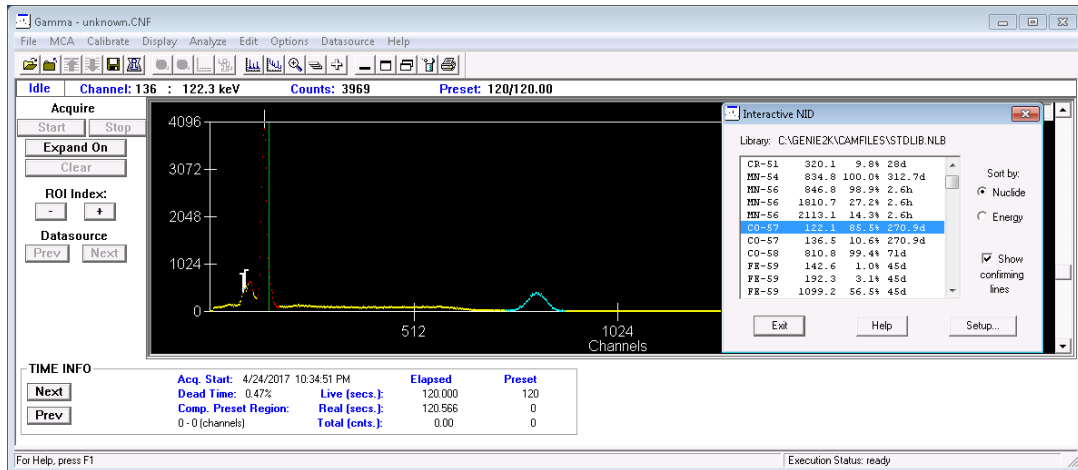 Gamma - unknown.CNF
File MCA Calibrate Display Analyze Edit Options Datasource Help
Idle Channel: 136 : 122.3 keV Counts: 3969 Preset: 120/120.00
Acquire
Start Stop
Expand On
Clear
ROI Index:
- +
Datasource
Prev Next
4096
3072
2048
1024
0
512 1024
Channels
Interactive NID
Library: C:\GENIE2K\CAMFILES\STDLIB.NLB
CR-51 320.1 9.8% 28d
MN-54 834.8 100.0% 312.7d
MN-56 846.8 98.9% 2.6h
MN-56 1810.7 27.2% 2.6h
MN-56 2113.1 14.3% 2.6h
CO-57 122.1 85.5% 270.9d
CO-57 136.5 10.6% 270.9d
CO-58 810.8 99.4% 71d
FE-59 142.6 1.0% 45d
FE-59 192.3 3.1% 45d
FE-59 1099.2 56.5% 45d
Sort by:
Nuclide
Energy
Show
confirming
lines
Exit Help Setup...
TIME INFO
Next
Prev
Acq. Start: 4/24/2017 10:34:51 PM Elapsed Preset
Dead Time: 0.47% Live (secs.): 120.000 120
Comp. Preset Region: Real (secs.): 120.566 0
0 - 0 (channels) Total (cnts.): 0.00 0
For Help, press F1 Execution Status: ready